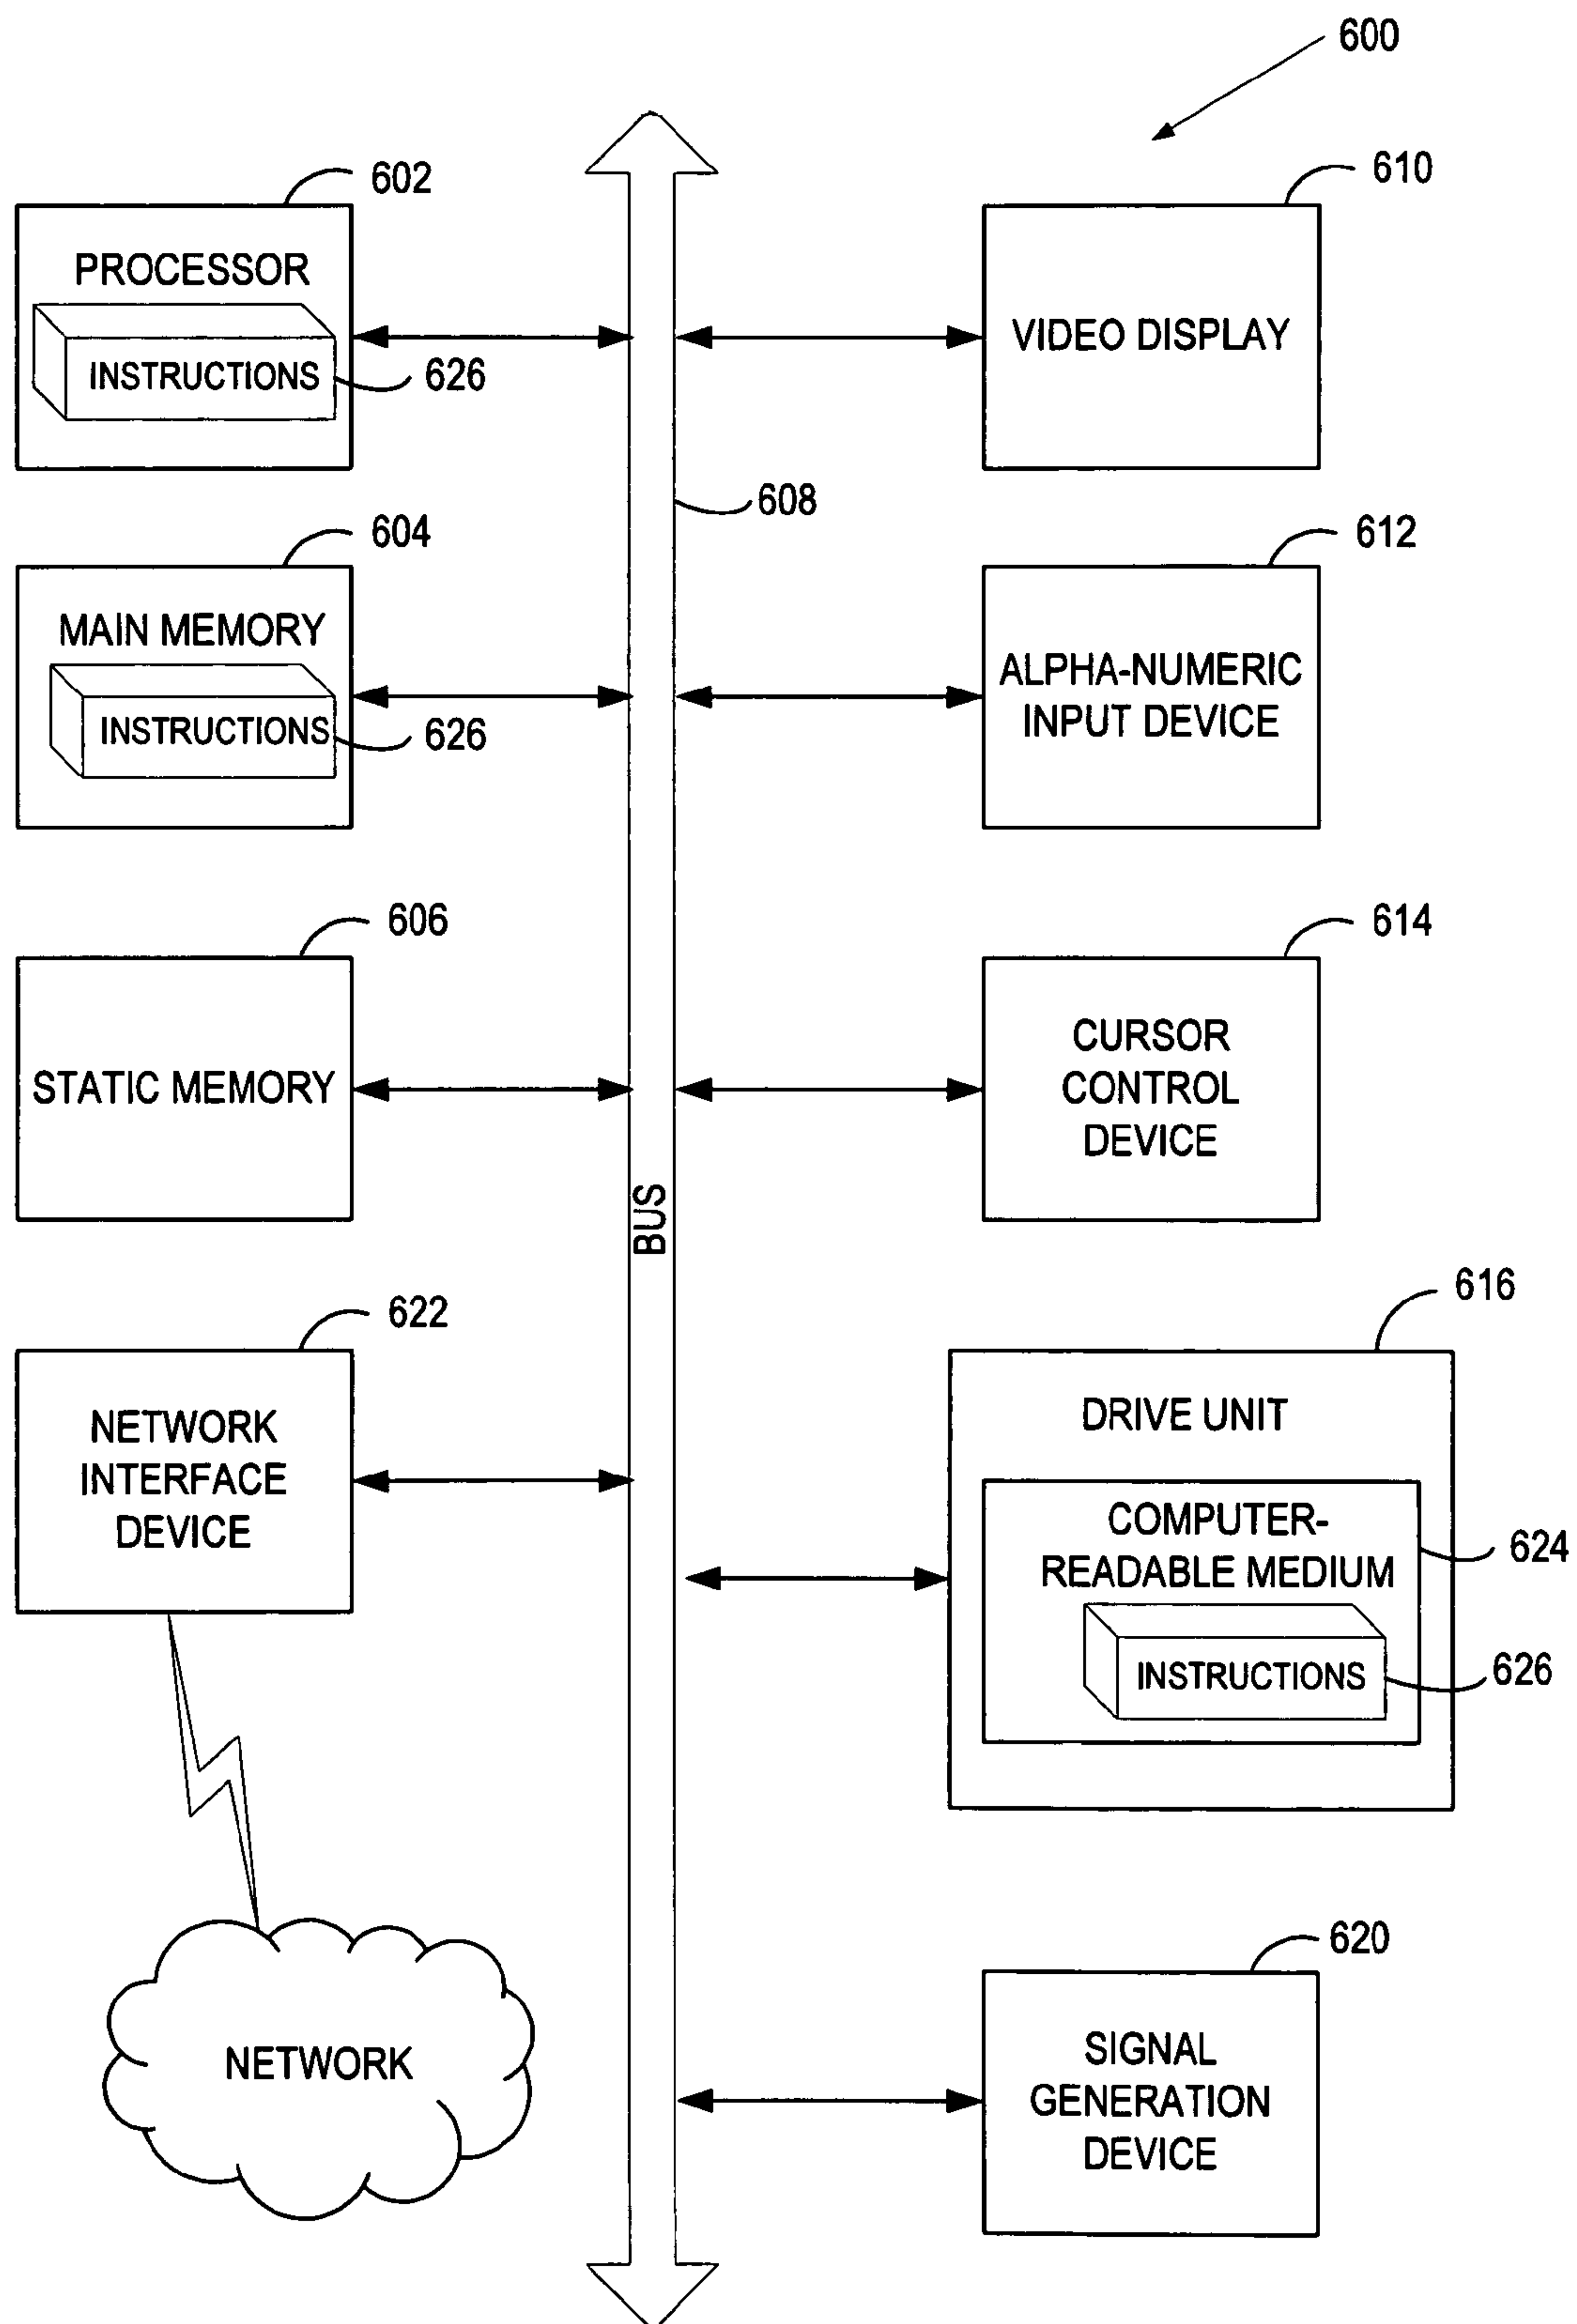 600
602
PROCESSOR
INSTRUCTIONS
626
610
VIDEO DISPLAY
608
604
MAIN MEMORY
INSTRUCTIONS
626
612
ALPHA-NUMERIC
INPUT DEVICE
606
STATIC MEMORY
614
CURSOR
CONTROL
DEVICE
BUS
622
NETWORK
INTERFACE
DEVICE
616
DRIVE UNIT
COMPUTER-
READABLE MEDIUM
624
INSTRUCTIONS
626
NETWORK
620
SIGNAL
GENERATION
DEVICE